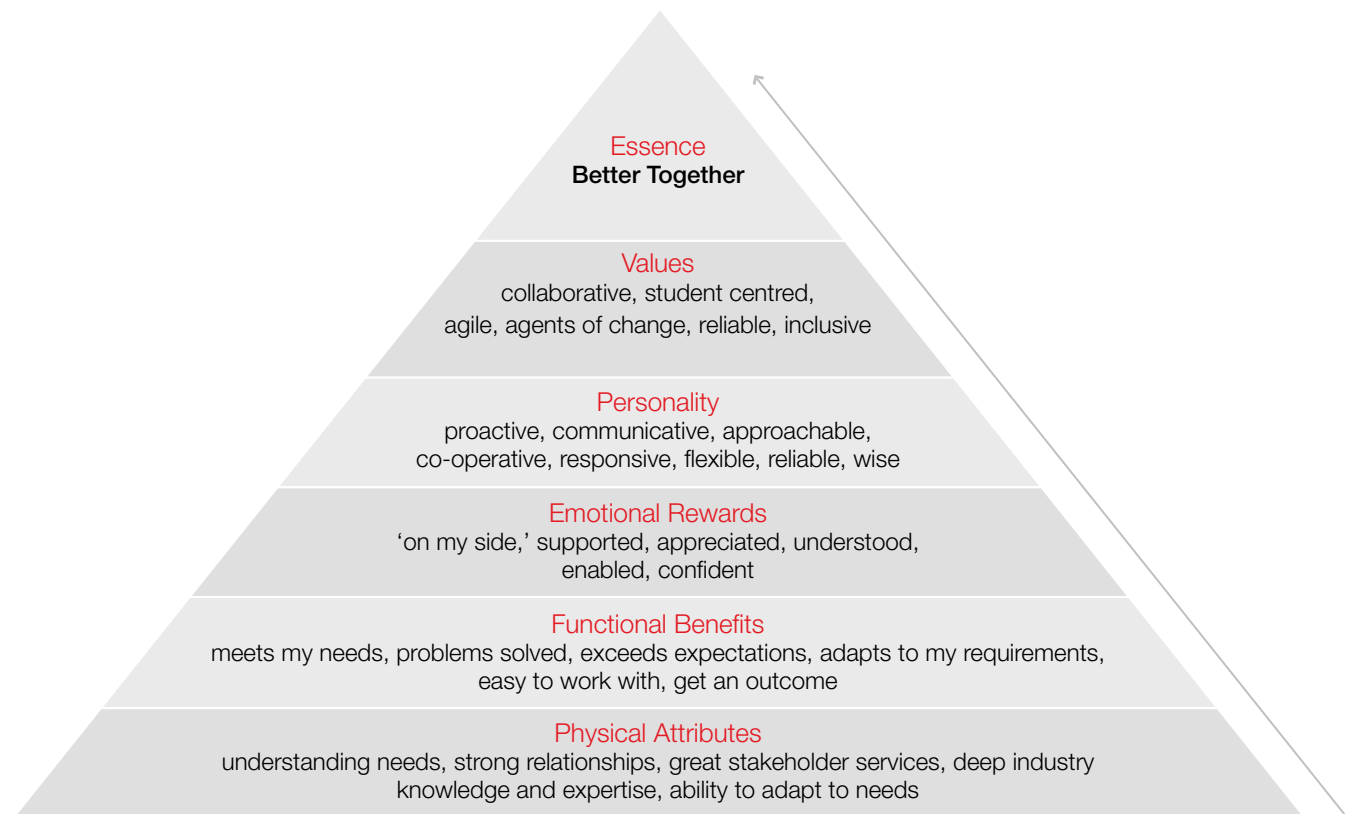 Essence
Better Together
Values
collaborative, student centred,
agile, agents of change, reliable, inclusive
Personality
proactive, communicative, approachable,
co-operative, responsive, flexible, reliable, wise
Emotional Rewards
‘on my side,’ supported, appreciated, understood,
enabled, confident
Functional Benefits
meets my needs, problems solved, exceeds expectations, adapts to my requirements,
easy to work with, get an outcome
Physical Attributes
understanding needs, strong relationships, great stakeholder services, deep industry
knowledge and expertise, ability to adapt to needs